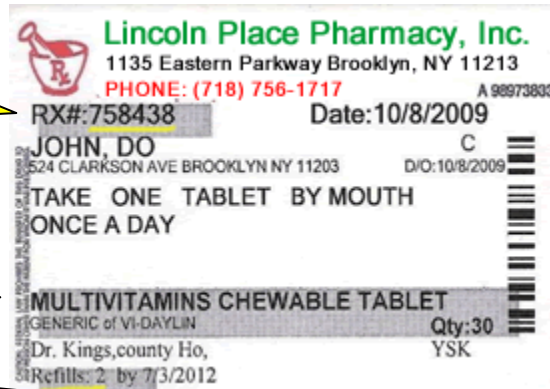 Lincoln Place Pharmacy, Inc.
1135 Eastern Parkway Brooklyn, NY 11213
PHONE: (718) 756-1717
A 98973833
RX#:758438 Date:10/8/2009
JOHN, DO C
524 CLARKSON AVE BROOKLYN NY 11203 D/O:10/8/2009
TAKE ONE TABLET BY MOUTH
ONCE A DAY
MULTIVITAMINS CHEWABLE TABLET
GENERIC of VI-DAYLIN Qty:30
Dr. Kings,county Ho, YSK
Refills: 2 by 7/3/2012